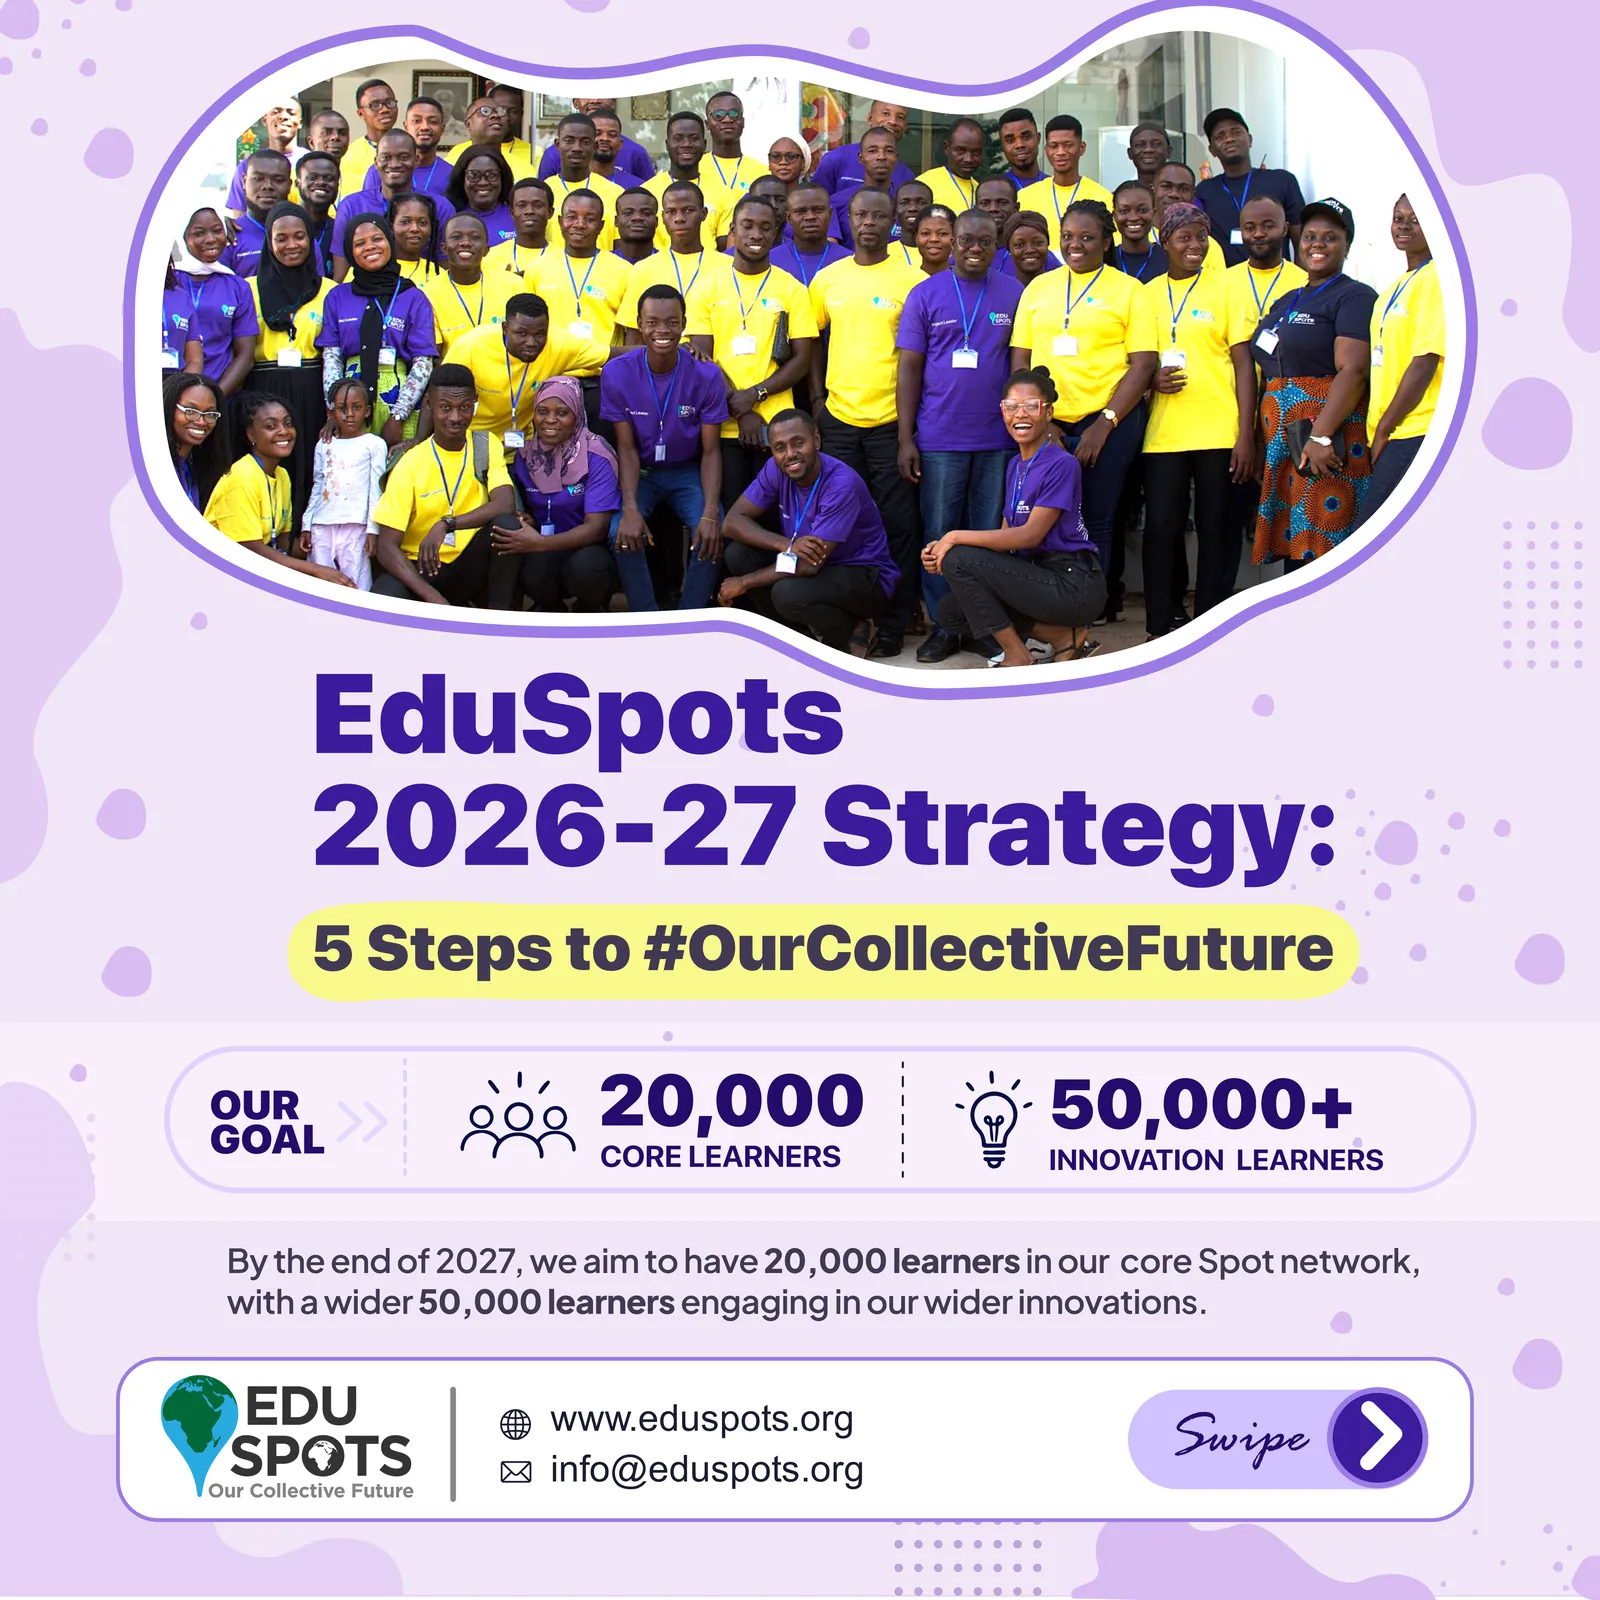 EduSpots
2026-27 Strategy:
5 Steps to #OurCollectiveFuture
OUR
GOAL
20,000
CORE LEARNERS
50,000+
INNOVATION LEARNERS
By the end of 2027, we aim to have 20,000 learners in our core Spot network,
with a wider 50,000 learners engaging in our wider innovations.
EDU
SPOTS
Our Collective Future
www.eduspots.org
info@eduspots.org
Swipe